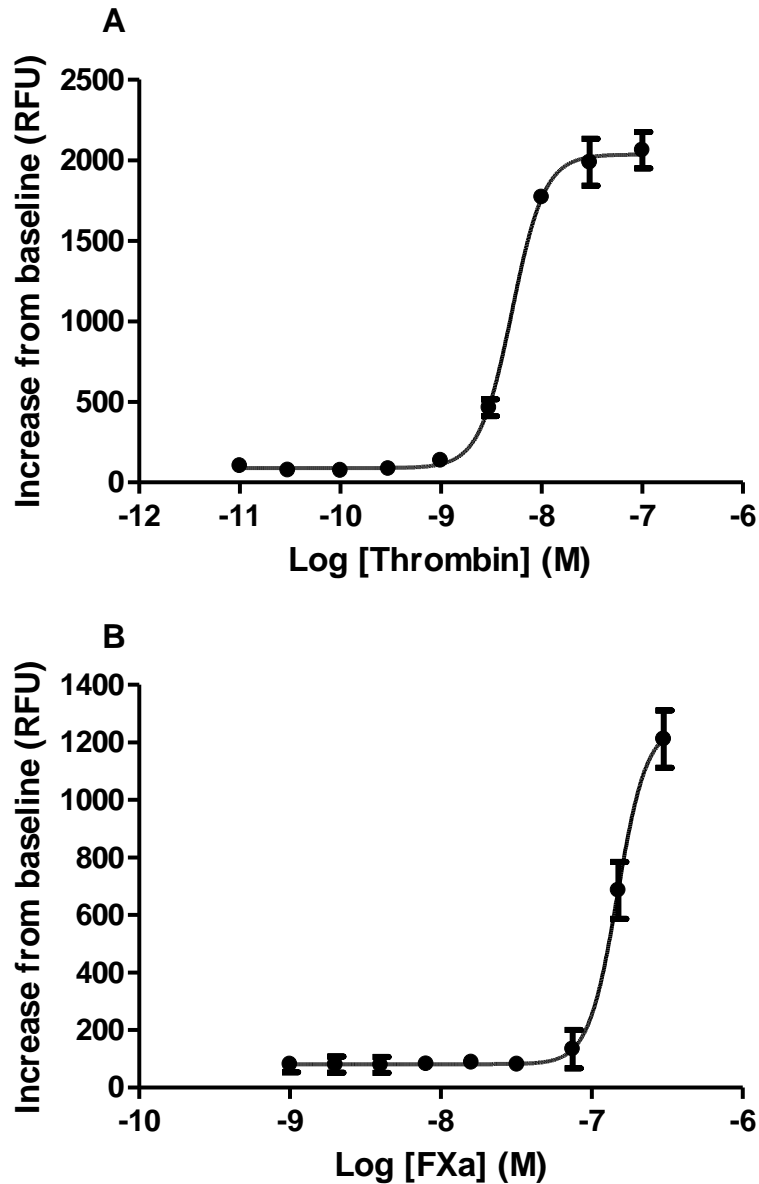 A
Increase from baseline (RFU)
2500
2000
1500
1000
500
0
-12 -11 -10 -9 -8 -7 -6
Log [Thrombin] (M)
B
Increase from baseline (RFU)
1400
1200
1000
800
600
400
200
0
-10 -9 -8 -7 -6
Log [FXa] (M)